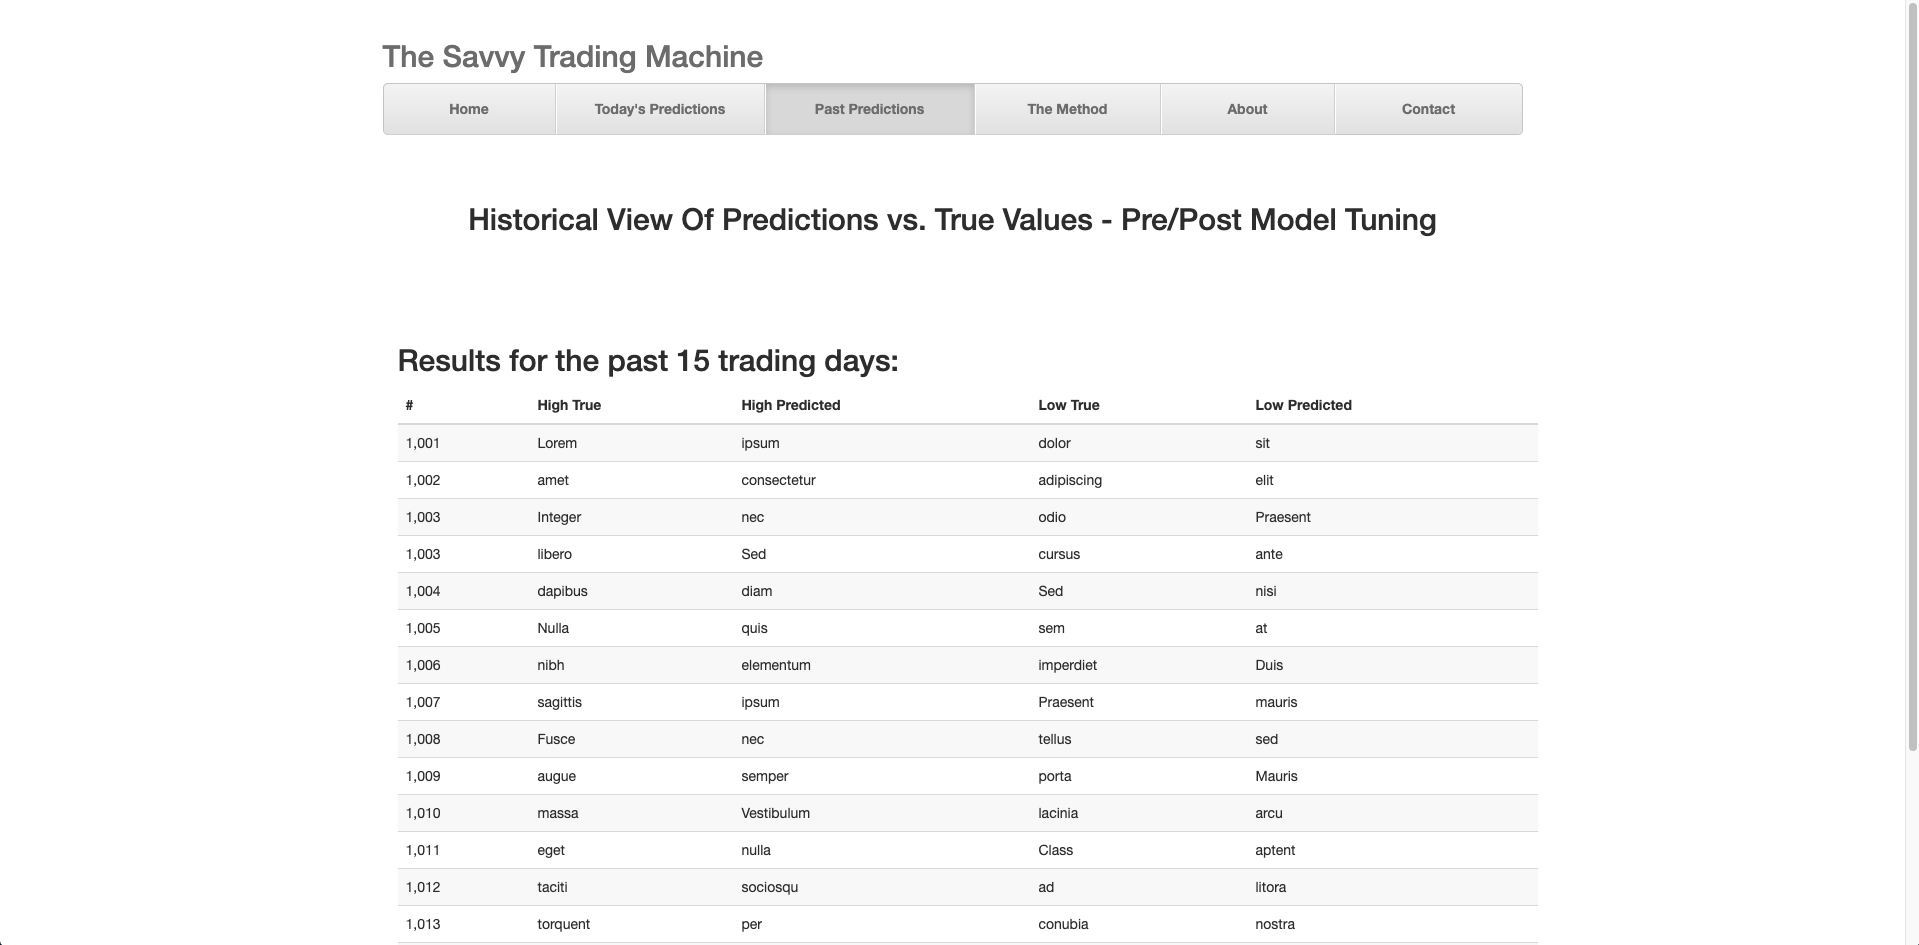 The Savvy Trading Machine
Home Today's Predictions Past Predictions The Method About Contact
Historical View Of Predictions vs. True Values - Pre/Post Model Tuning
Results for the past 15 trading days:
# High True High Predicted Low True Low Predicted
1,001 Lorem ipsum dolor sit
1,002 amet consectetur adipiscing elit
1,003 Integer nec odio Praesent
1,003 libero Sed cursus ante
1,004 dapibus diam Sed nisi
1,005 Nulla quis sem at
1,006 nibh elementum imperdiet Duis
1,007 sagittis ipsum Praesent mauris
1,008 Fusce nec tellus sed
1,009 augue semper porta Mauris
1,010 massa Vestibulum lacinia arcu
1,011 eget nulla Class aptent
1,012 taciti sociosqu ad litora
1,013 torquent per conubia nostra